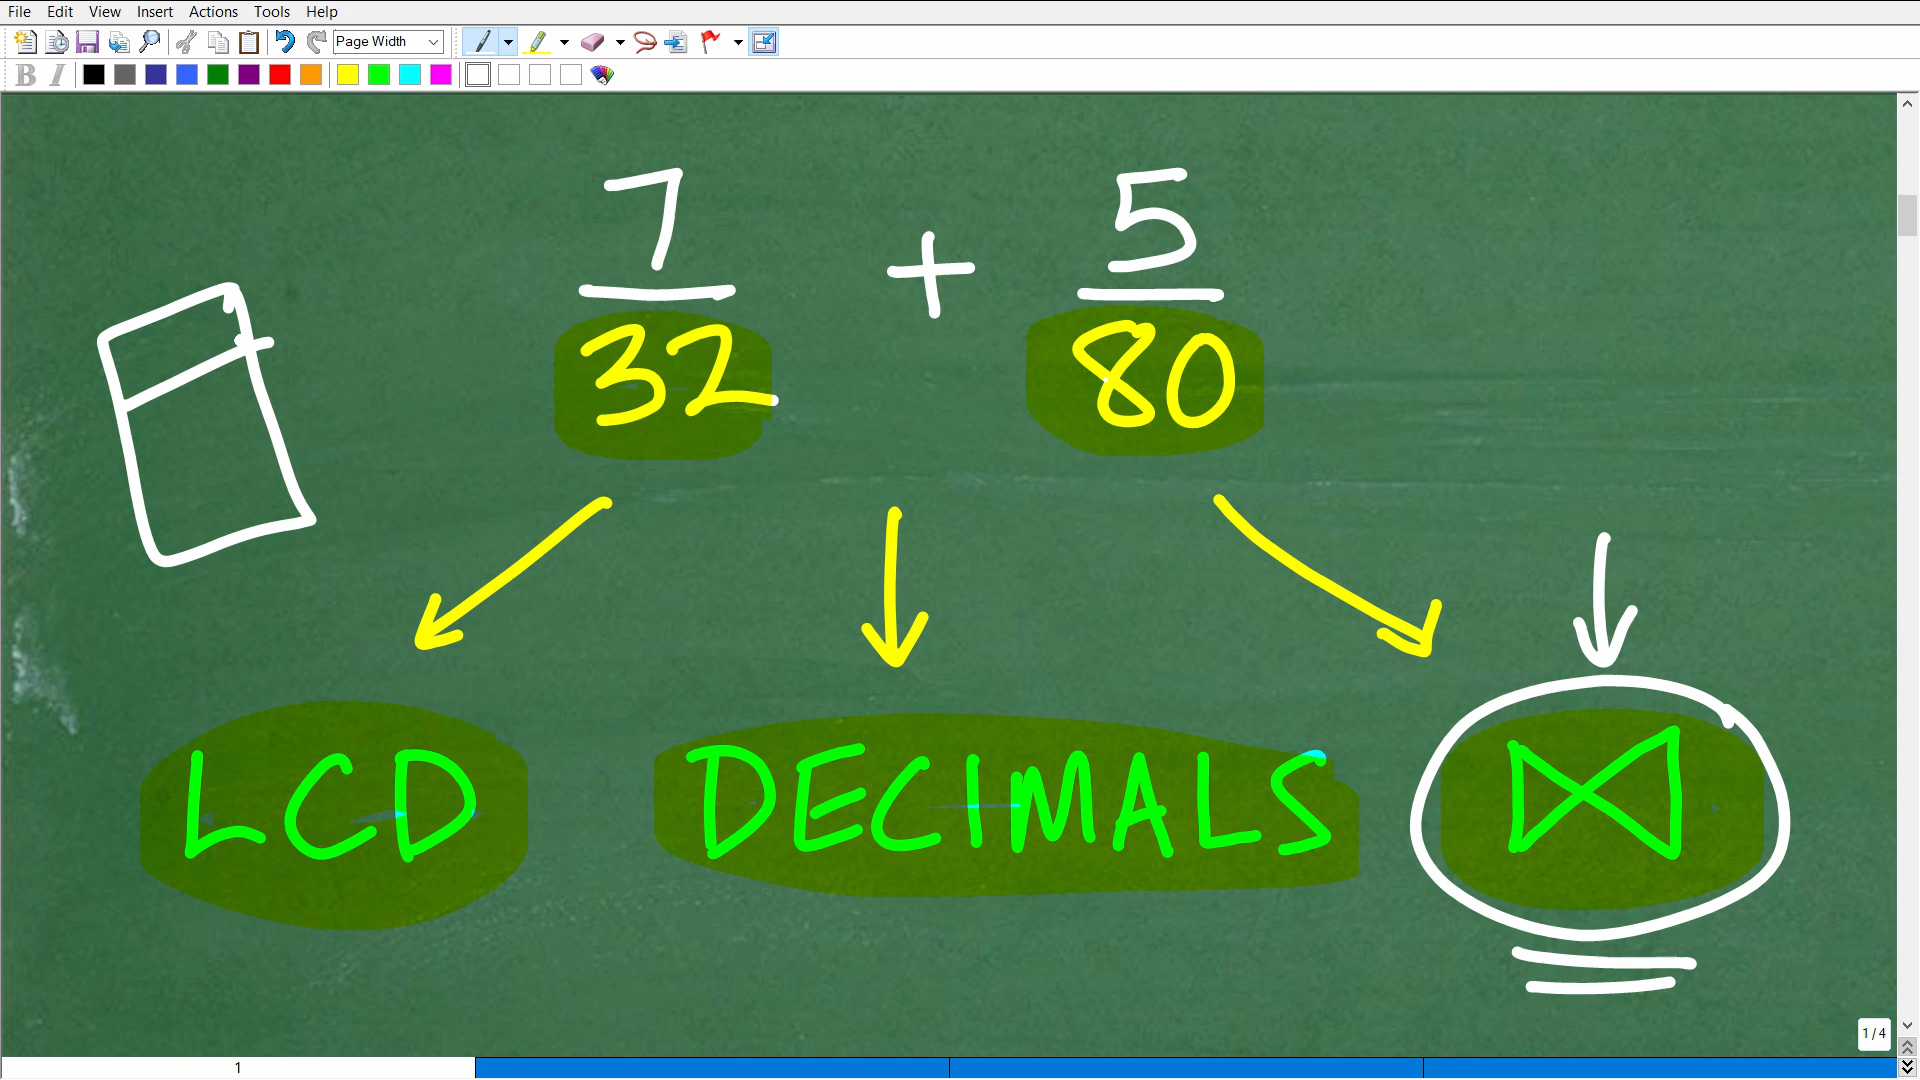 File Edit View Insert Actions Tools Help
Page Width
B I
7 + 5
32 80
LCD DECIMALS
1 / 4
1